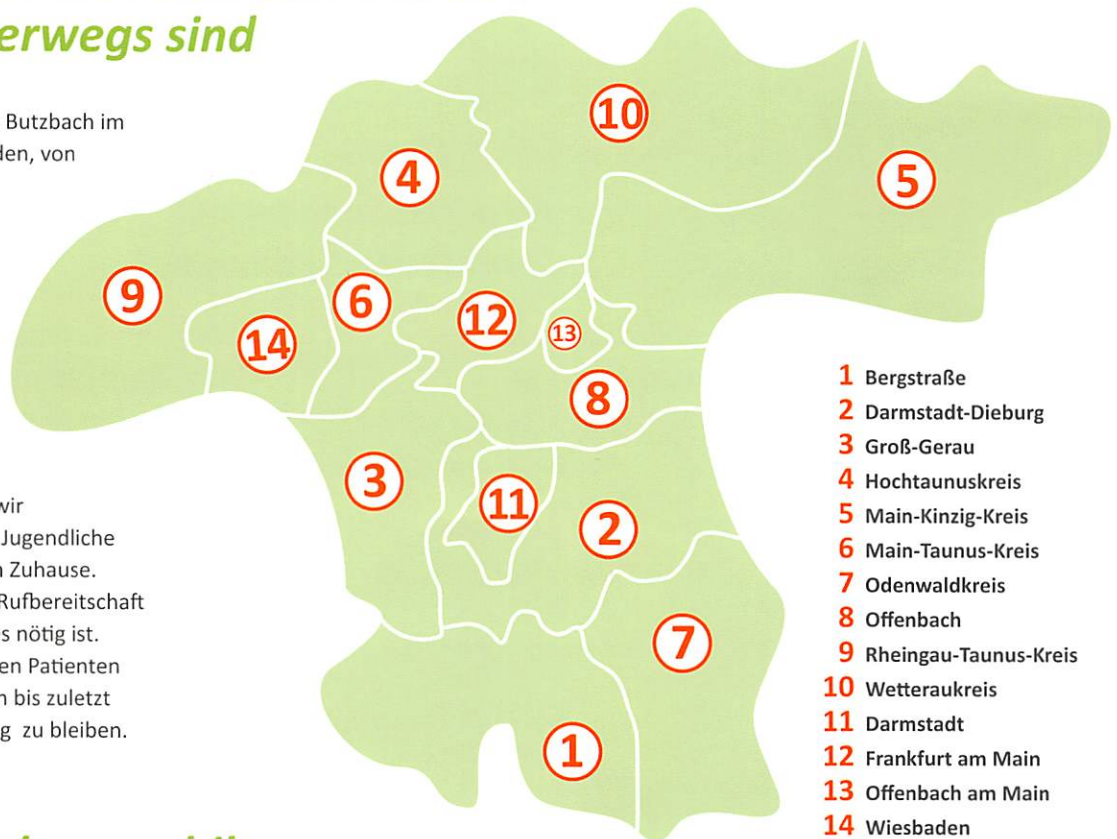 erwegs sind
Butzbach im
den, von
wir
Jugendliche
Zuhause.
Rufbereitschaft
es nötig ist.
en Patienten
bis zuletzt
g zu bleiben.
10
4
5
9
6
12
13
14
8
3
11
2
7
1
1 Bergstraße
2 Darmstadt-Dieburg
3 Groß-Gerau
4 Hochtaunuskreis
5 Main-Kinzig-Kreis
6 Main-Taunus-Kreis
7 Odenwaldkreis
8 Offenbach
9 Rheingau-Taunus-Kreis
10 Wetteraukreis
11 Darmstadt
12 Frankfurt am Main
13 Offenbach am Main
14 Wiesbaden